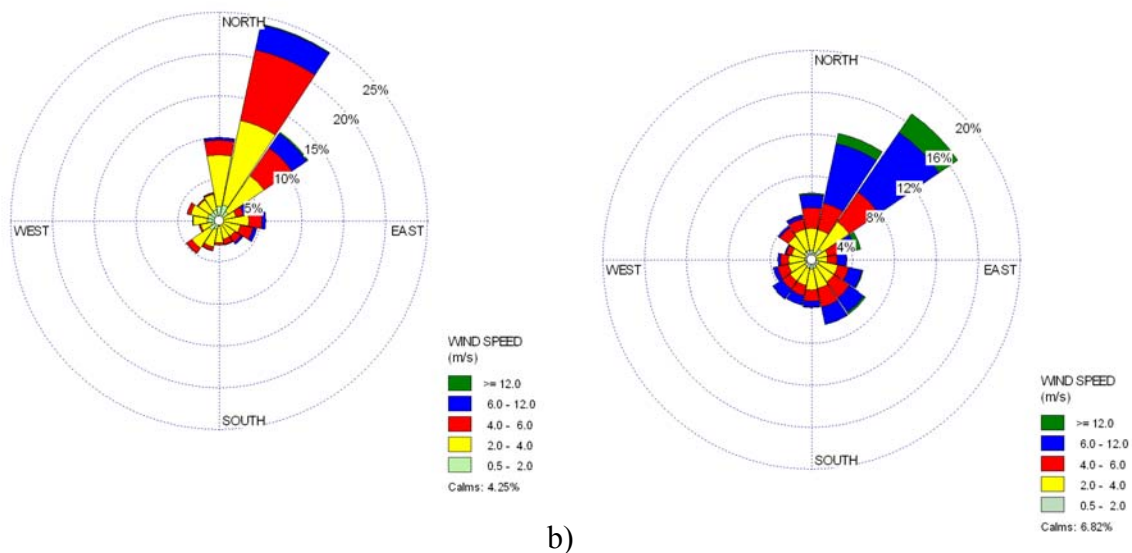 NORTH
25%
20%
15%
10%
5%
WEST
EAST
SOUTH
WIND SPEED
(m/s)
>= 12.0
6.0 - 12.0
4.0 - 6.0
2.0 - 4.0
0.5 - 2.0
Calms: 4.25%
NORTH
20%
16%
12%
8%
4%
WEST
EAST
SOUTH
WIND SPEED
(m/s)
>= 12.0
6.0 - 12.0
4.0 - 6.0
2.0 - 4.0
0.5 - 2.0
Calms: 6.82%
b)